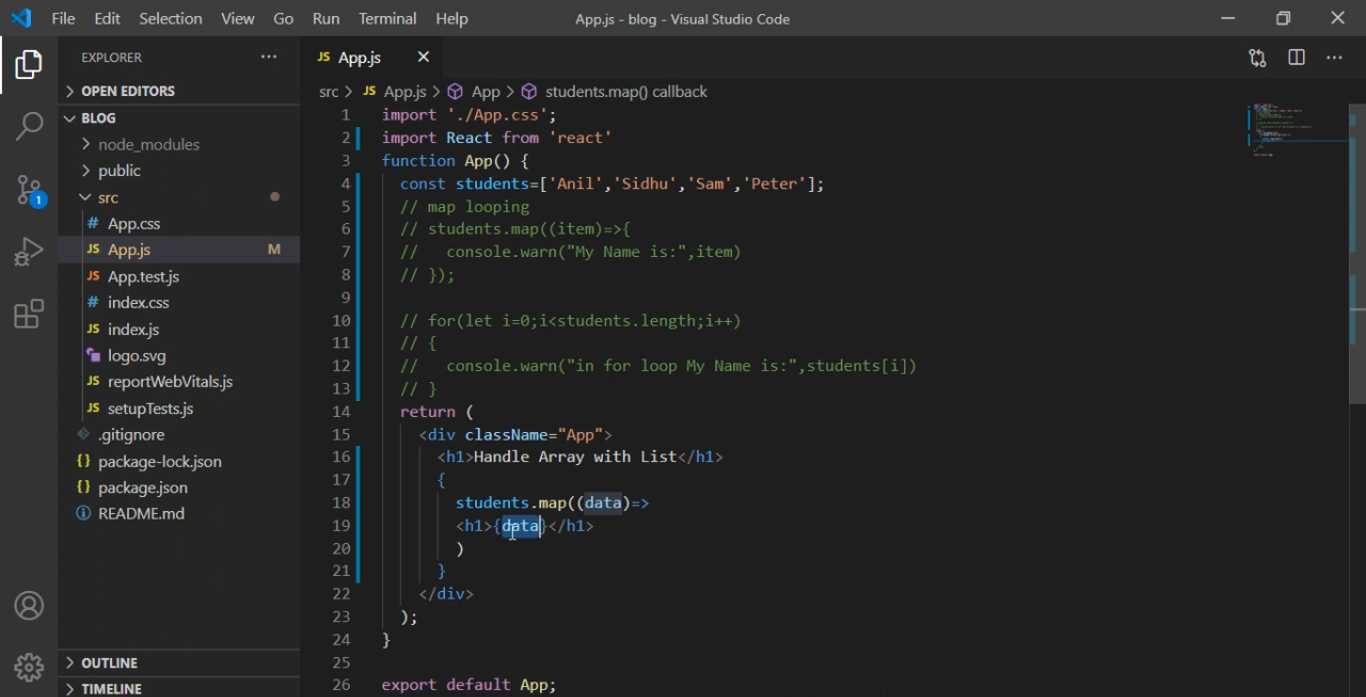 File Edit Selection View Go Run Terminal Help App.js - blog - Visual Studio Code
EXPLORER ···
OPEN EDITORS
BLOG
node_modules
public
src
# App.css
JS App.js M
JS App.test.js
# index.css
JS index.js
logo.svg
JS reportWebVitals.js
JS setupTests.js
.gitignore
{} package-lock.json
{} package.json
README.md
OUTLINE
TIMELINE
1
JS App.js
src > JS App.js > App > students.map() callback
1 import './App.css';
2 import React from 'react'
3 function App() {
4 const students=['Anil','Sidhu','Sam','Peter'];
5 // map looping
6 // students.map((item)=>{
7 // console.warn("My Name is:",item)
8 // });
9
10 // for(let i=0;i<students.length;i++)
11 // {
12 // console.warn("in for loop My Name is:",students[i])
13 // }
14 return (
15 <div className="App">
16 <h1>Handle Array with List</h1>
17 {
18 students.map((data)=>
19 <h1>{data}</h1>
20 )
21 }
22 </div>
23 );
24 }
25
26 export default App;